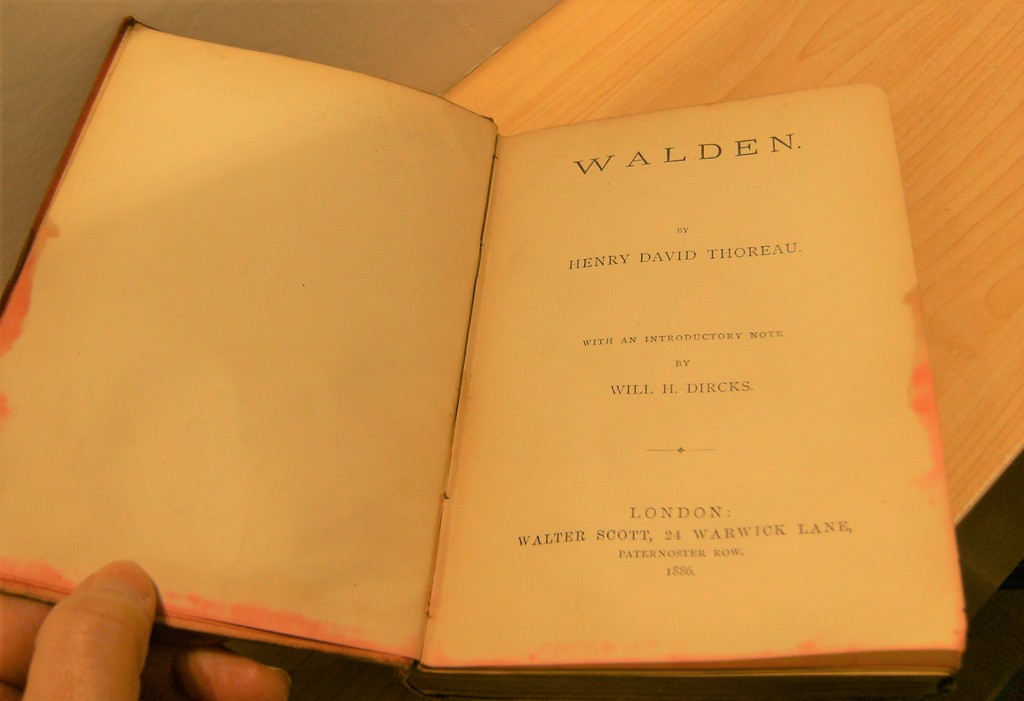 WALDEN.
BY
HENRY DAVID THOREAU.
WITH AN INTRODUCTORY NOTE
BY
WILL H. DIRCKS.
LONDON:
WALTER SCOTT, 24 WARWICK LANE,
PATERNOSTER ROW.
1886.